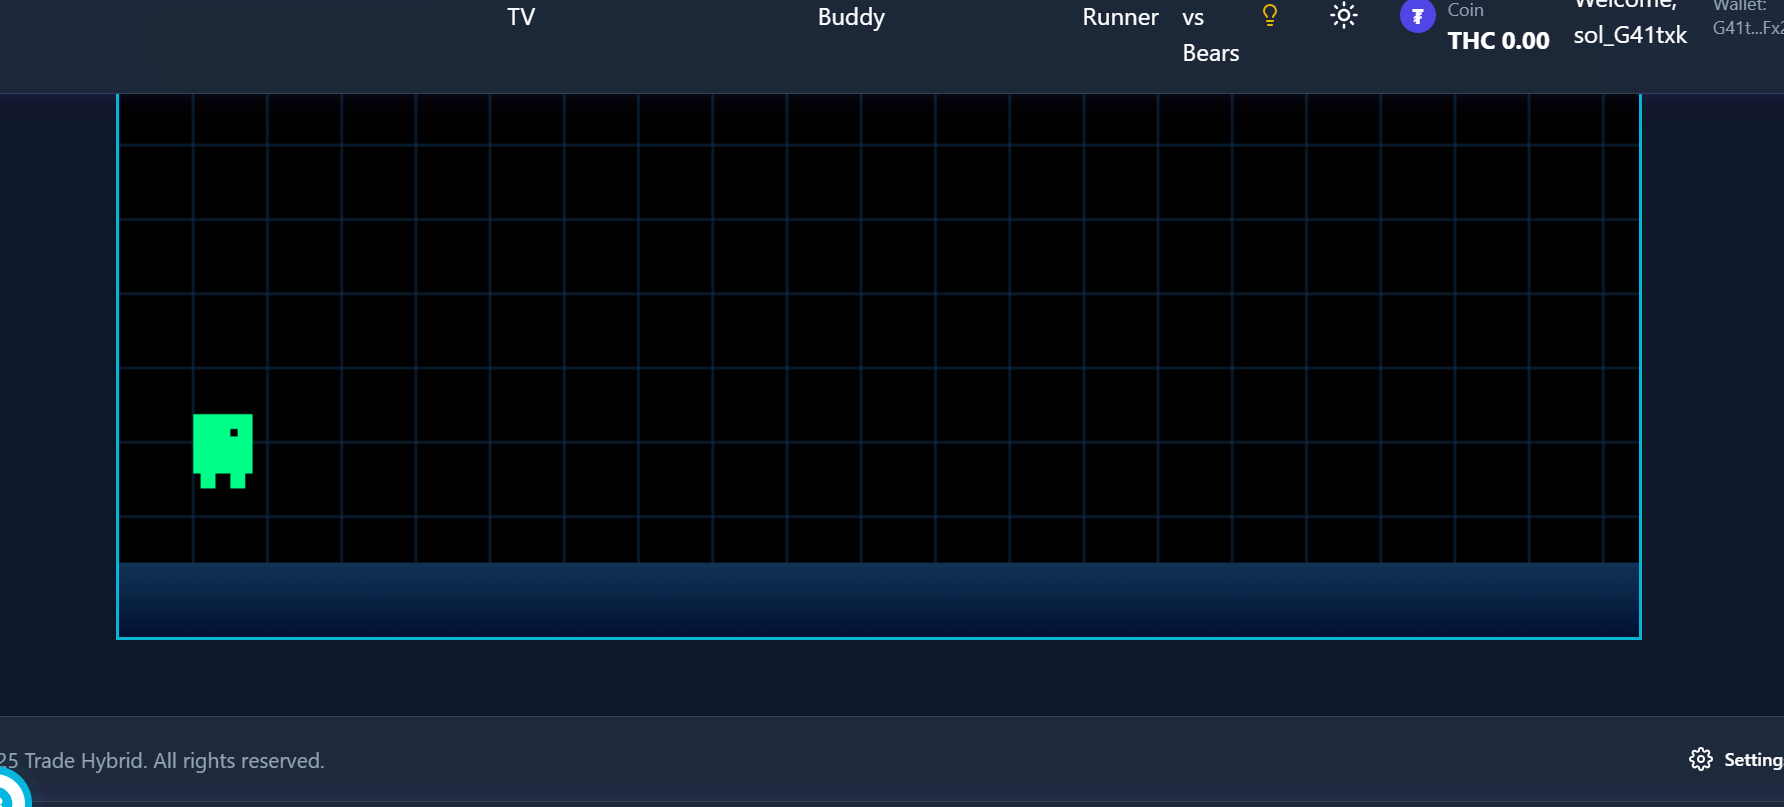 TV
Buddy
Runner
vs
Bears
Coin
THC 0.00
Welcome,
sol_G41txk
Wallet:
G41t...Fx2
25 Trade Hybrid. All rights reserved.
Setting